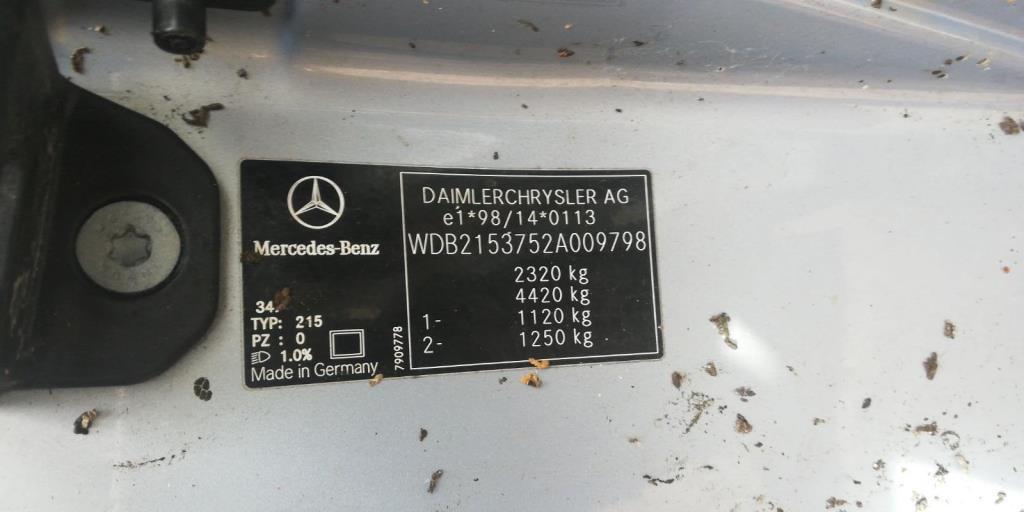 Mercedes-Benz
34.
TYP: 215
PZ : 0
1.0%
Made in Germany
7909778
DAIMLERCHRYSLER AG
e1*98/14*0113
WDB2153752A009798
2320 kg
4420 kg
1- 1120 kg
2- 1250 kg